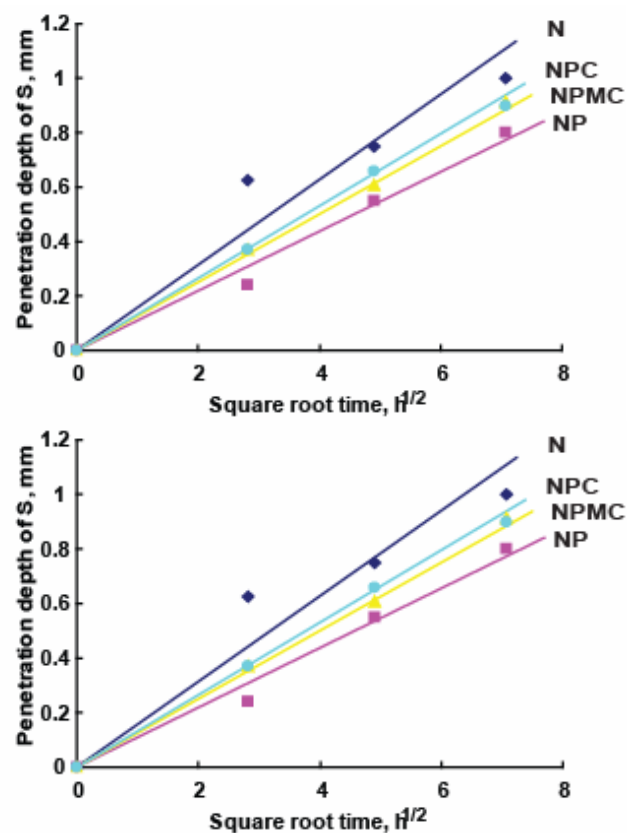 1.2
N
1
NPC
NPMC
0.8
NP
0.6
0.4
0.2
0
0 2 4 6 8
Penetration depth of S, mm
Square root time, h1/2
1.2
N
1
NPC
NPMC
0.8
NP
0.6
0.4
0.2
0
0 2 4 6 8
Penetration depth of S, mm
Square root time, h1/2